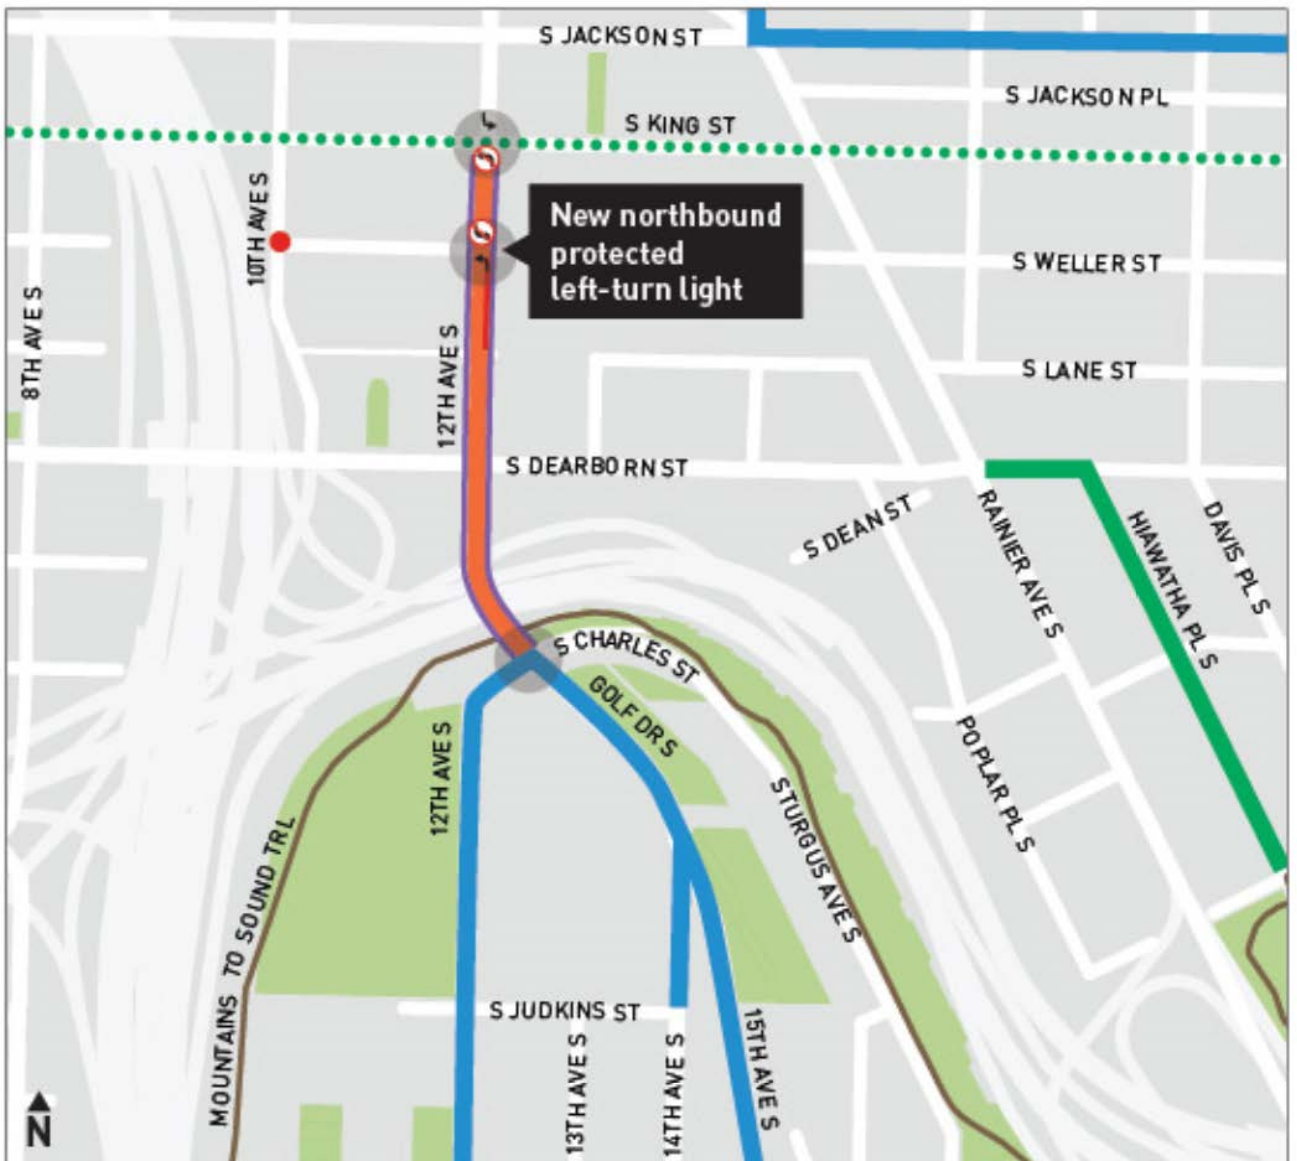 S JACKSON ST
S JACKSON PL
S KING ST
10TH AVE S
New northbound
protected
left-turn light
S WELLER ST
8TH AVE S
12TH AVE S
S LANE ST
S DEARBORN ST
S DEAN ST
RAINIER AVE S
HIAWATHA PL S
DAVIS PL S
S CHARLES ST
GOLF DR S
12TH AVE S
POPLAR PL S
STURGUS AVE S
MOUNTAINS TO SOUND TRL
S JUDKINS ST
13TH AVE S
14TH AVE S
15TH AVE S
N